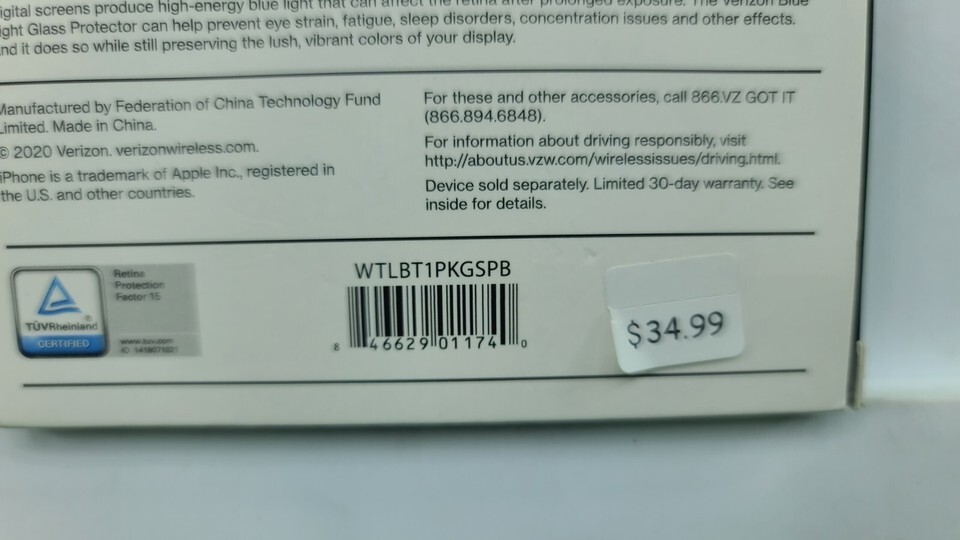 digital screens produce high-energy blue light that can affect the retina after prolonged exposure. The Verizon Blue
ight Glass Protector can help prevent eye strain, fatigue, sleep disorders, concentration issues and other effects.
nd it does so while still preserving the lush, vibrant colors of your display.
Manufactured by Federation of China Technology Fund
Limited. Made in China.
© 2020 Verizon. verizonwireless.com.
iPhone is a trademark of Apple Inc., registered in
the U.S. and other countries.
For these and other accessories, call 866.VZ GOT IT
(866.894.6848).
For information about driving responsibly, visit
http://aboutus.vzw.com/wirelessissues/driving.html.
Device sold separately. Limited 30-day warranty. See
inside for details.
TÜVRheinland®
CERTIFIED
Retina
Protection
Factor 15
www.tuv.com
ID
WTLBT1PKGSPB
8 46629 01174 0
$34.99